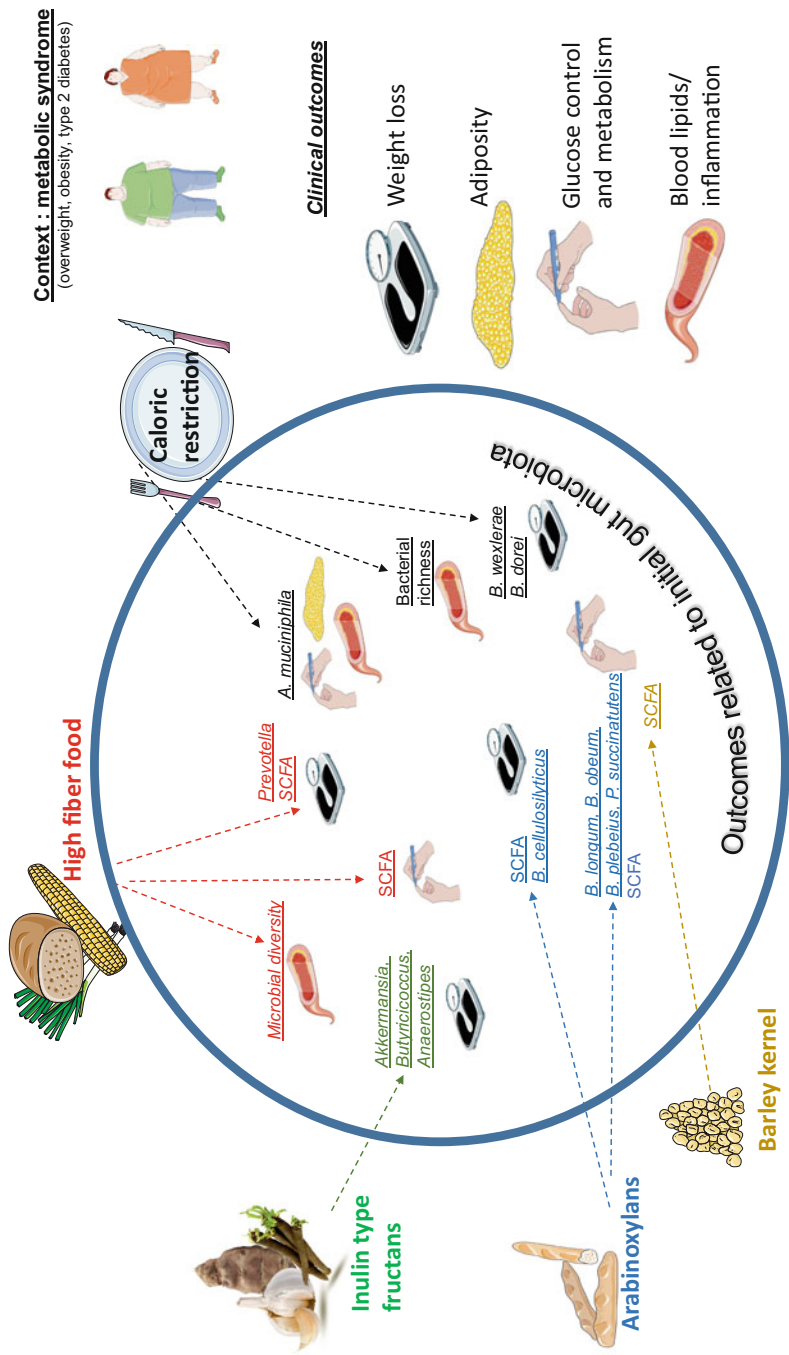 Context : metabolic syndrome
(overweight, obesity, type 2 diabetes)
High fiber food
Caloric
restriction
Clinical outcomes
Weight loss
Adiposity
Glucose control
and metabolism
Blood lipids/
inflammation
Inulin type
fructans
Arabinoxylans
Barley kernel
Microbial diversity
Prevotella
SCFA
A. muciniphila
Akkermansia,
Butyricicoccus,
Anaerostipes
SCFA
Bacterial
richness
B. wexlerae
B. dorei
SCFA
B. cellulosilyticus
B. longum, B. obeum,
B. plebeius, P. succinatutens
SCFA
SCFA
Outcomes related to initial gut microbiota